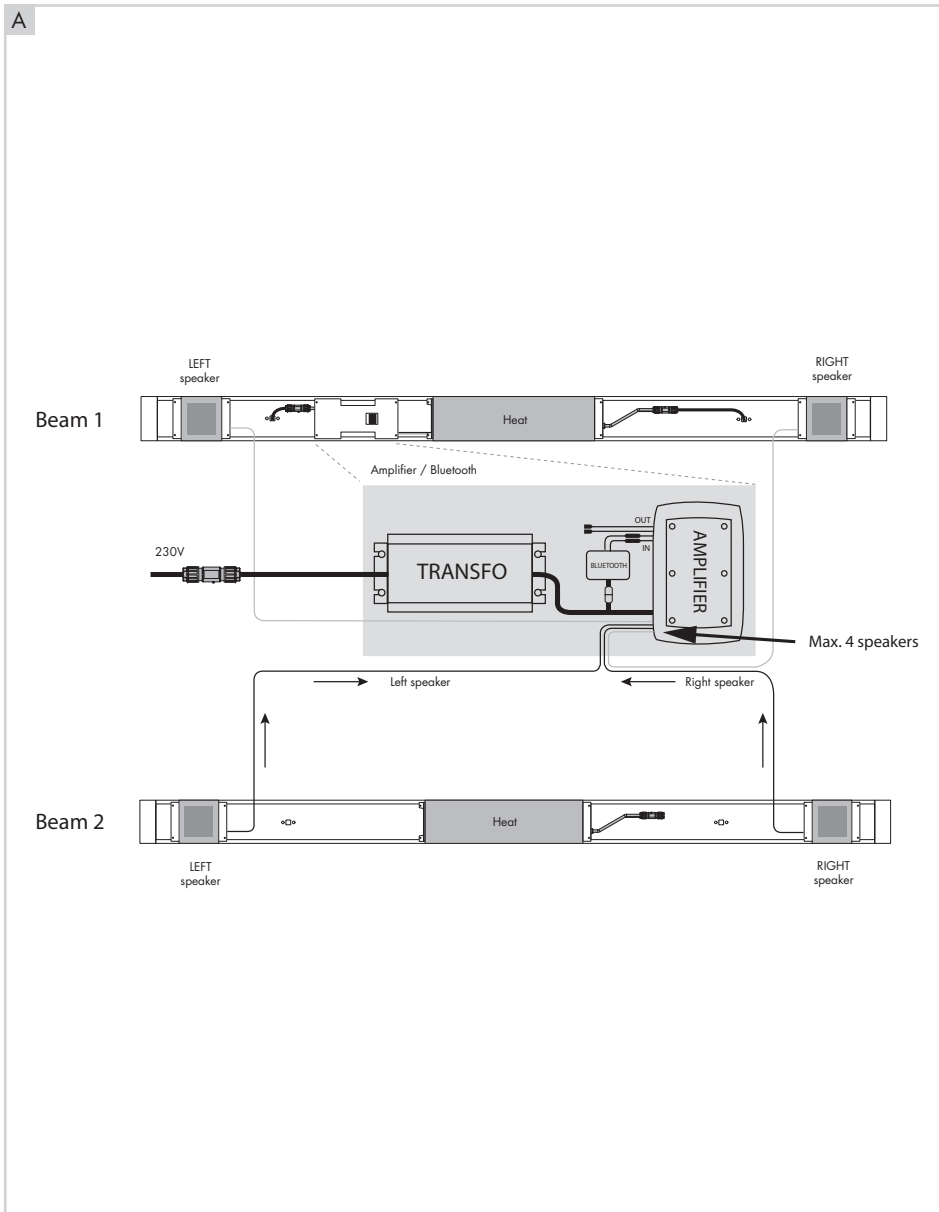 A
LEFT
speaker
RIGHT
speaker
Beam 1
Heat
Amplifier / Bluetooth
230V
TRANSFO
OUT
IN
BLUETOOTH
AMPLIFIER
Max. 4 speakers
Left speaker
Right speaker
Beam 2
Heat
LEFT
speaker
RIGHT
speaker